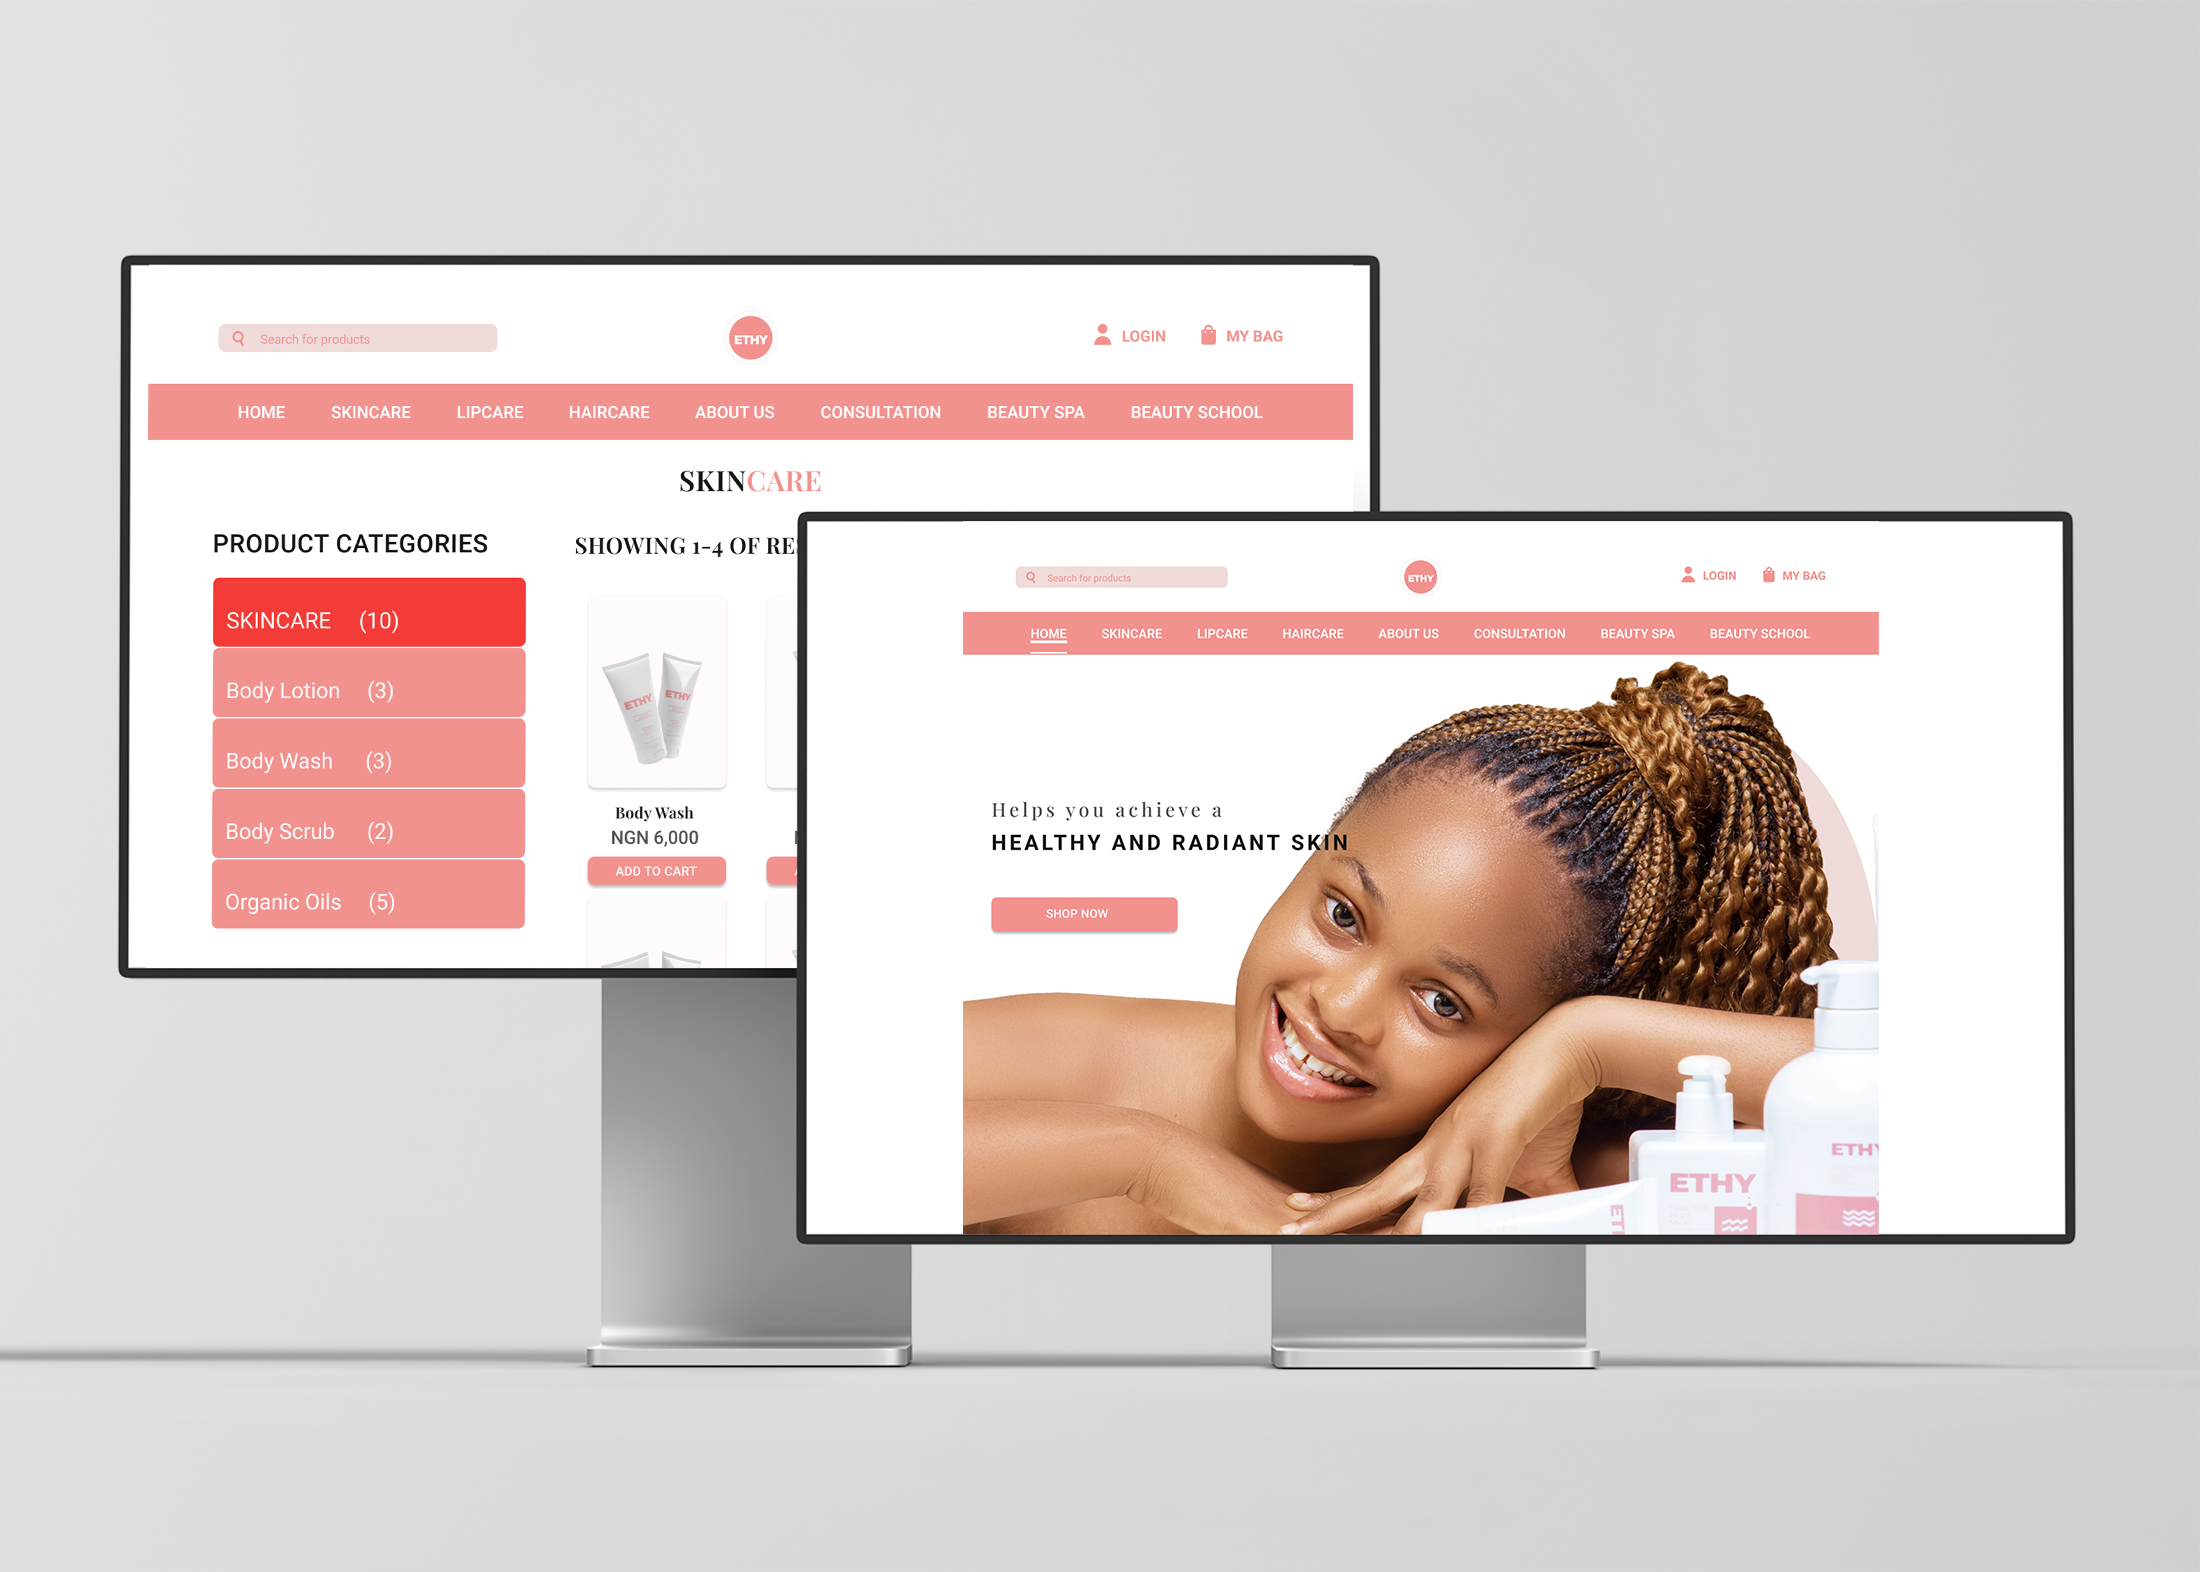 Search for products
ETHY
LOGIN
MY BAG
HOME SKINCARE LIPCARE HAIRCARE ABOUT US CONSULTATION BEAUTY SPA BEAUTY SCHOOL
SKINCARE
PRODUCT CATEGORIES
SKINCARE (10)
Body Lotion (3)
Body Wash (3)
Body Scrub (2)
Organic Oils (5)
SHOWING 1-4 OF
ETHY
ETHY
Body Wash
NGN 6,000
ADD TO CART
Search for products
ETHY
LOGIN
MY BAG
HOME SKINCARE LIPCARE HAIRCARE ABOUT US CONSULTATION BEAUTY SPA BEAUTY SCHOOL
Helps you achieve a
HEALTHY AND RADIANT SKIN
SHOP NOW
ETHY
ETHY